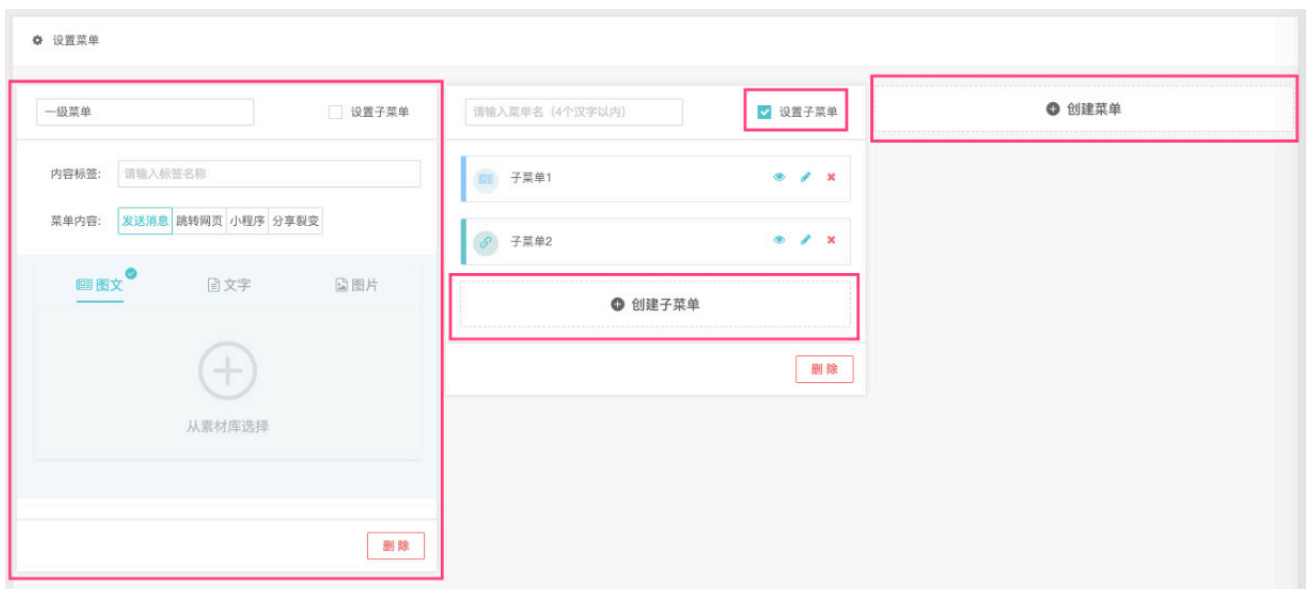 设置菜单
一级菜单
设置子菜单
内容标签:
请输入标签名称
菜单内容:
发送消息 跳转网页 小程序 分享裂变
图文
文字
图片
从素材库选择
删 除
请输入菜单名（4个汉字以内）
设置子菜单
子菜单1
子菜单2
创建子菜单
删 除
创建菜单